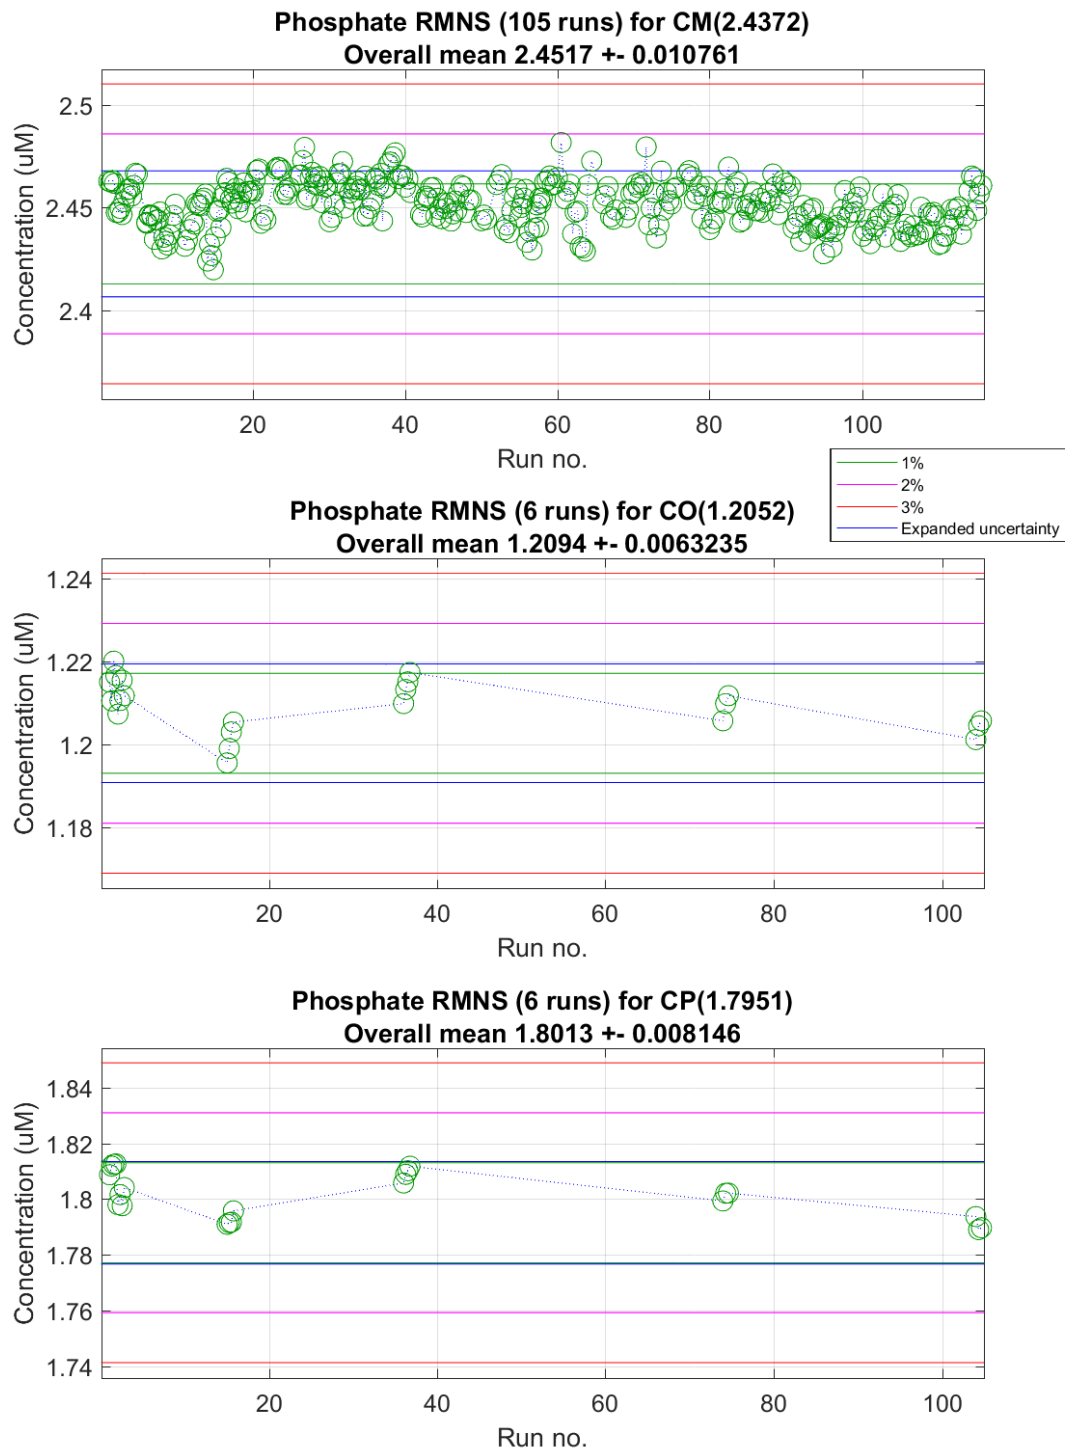 Phosphate RMNS (105 runs) for CM(2.4372)
Overall mean 2.4517 +- 0.010761
Concentration (uM)
2.5
2.45
2.4
20 40 60 80 100
Run no.
1%
2%
3%
Expanded uncertainty
Phosphate RMNS (6 runs) for CO(1.2052)
Overall mean 1.2094 +- 0.0063235
Concentration (uM)
1.24
1.22
1.2
1.18
20 40 60 80 100
Run no.
Phosphate RMNS (6 runs) for CP(1.7951)
Overall mean 1.8013 +- 0.008146
Concentration (uM)
1.84
1.82
1.8
1.78
1.76
1.74
20 40 60 80 100
Run no.